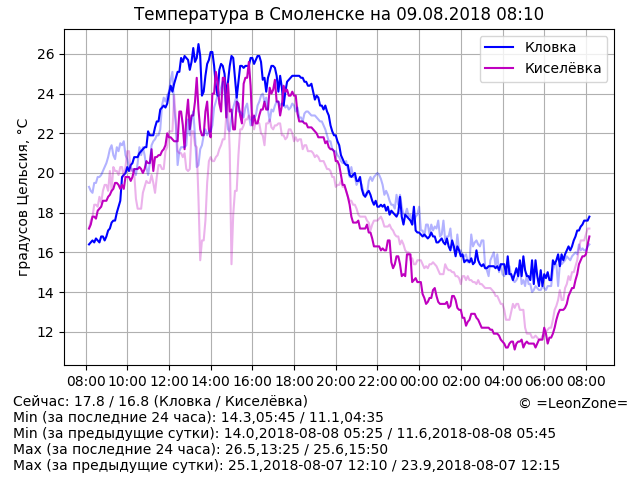 Температура в Смоленске на 09.08.2018 08:10
Кловка
Киселёвка
градусов Цельсия, °C
26
24
22
20
18
16
14
12
08:00 10:00 12:00 14:00 16:00 18:00 20:00 22:00 00:00 02:00 04:00 06:00 08:00
Сейчас: 17.8 / 16.8 (Кловка / Киселёвка)
© =LeonZone=
Min (за последние 24 часа): 14.3,05:45 / 11.1,04:35
Min (за предыдущие сутки): 14.0,2018-08-08 05:25 / 11.6,2018-08-08 05:45
Max (за последние 24 часа): 26.5,13:25 / 25.6,15:50
Max (за предыдущие сутки): 25.1,2018-08-07 12:10 / 23.9,2018-08-07 12:15